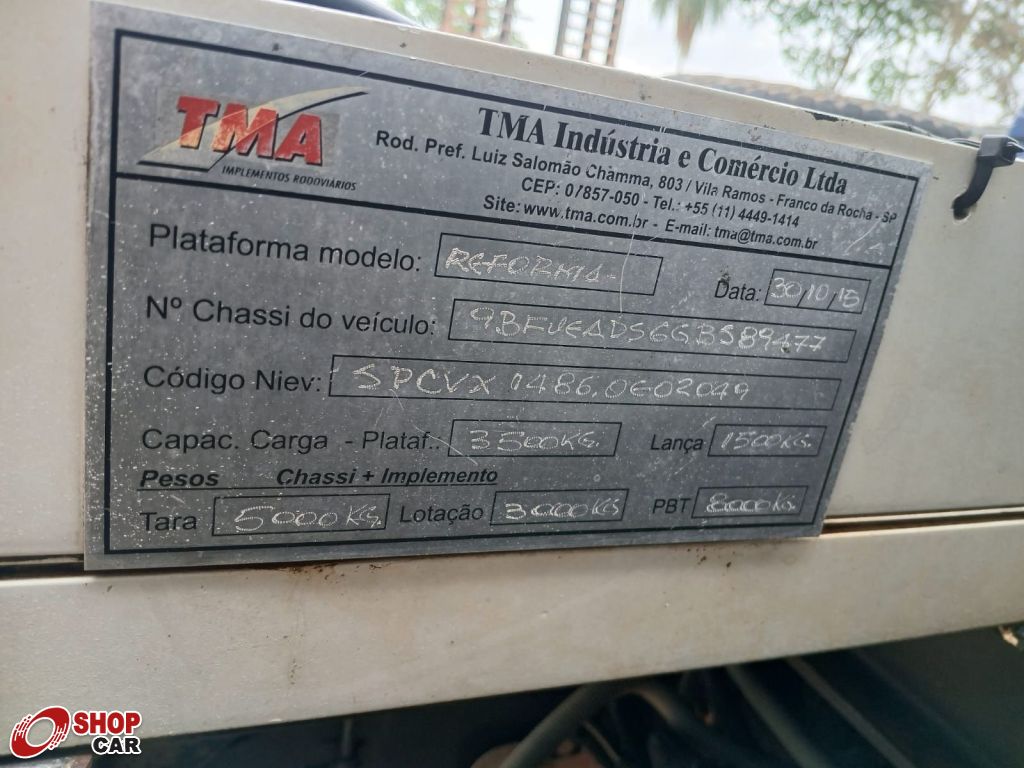 TMA
IMPLEMENTOS RODOVIÁRIOS
TMA Indústria e Comércio Ltda
Rod. Pref. Luiz Salomão Chamma, 803 / Vila Ramos - Franco da Rocha - SP
CEP: 07857-050 - Tel.: +55 (11) 4449-1414
Site: www.tma.com.br - E-mail: tma@tma.com.br
Plataforma modelo: REFORMA- Data: 30/10/15
Nº Chassi do veículo: 9BFVEADS6GBS89477
Código Niev: SPCVX 1486.0602049
Capac. Carga - Plataf.. 3500KG. Lança 1500KG.
Pesos Chassi + Implemento
Tara 5000KG. Lotação 3000KG PBT 8000KG.
SHOP
CAR